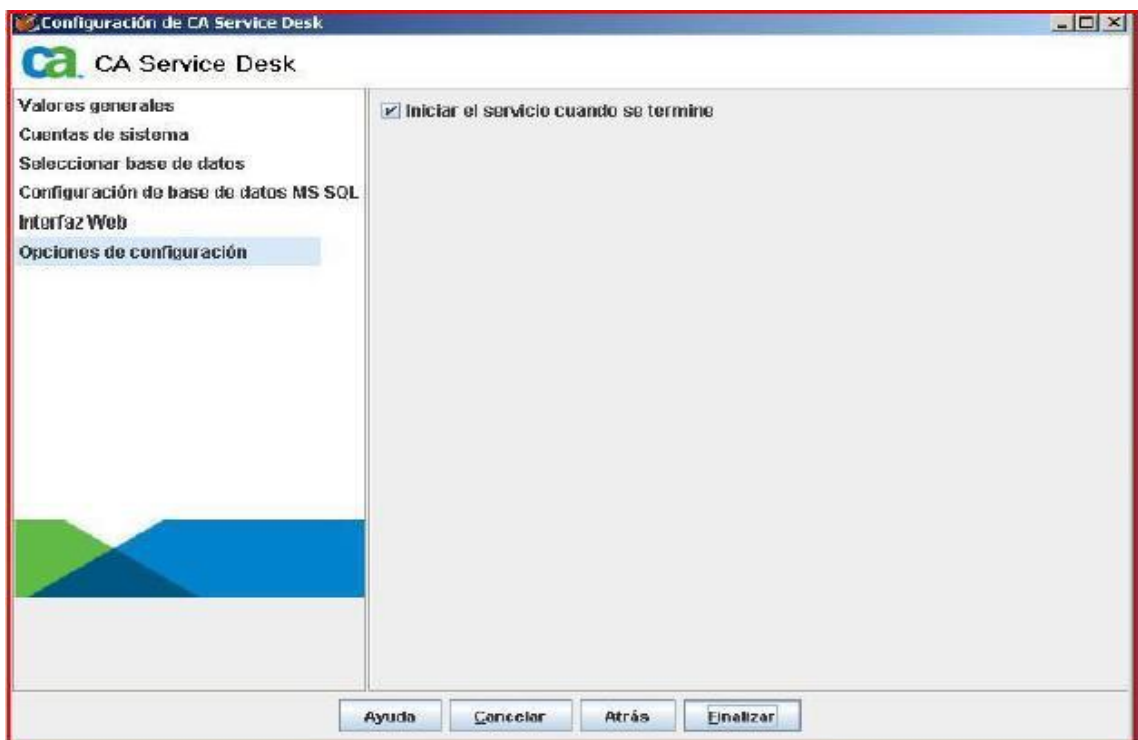 Configuración de CA Service Desk
ca CA Service Desk
Valores generales
Cuentas de sistema
Seleccionar base de datos
Configuración de base de datos MS SQL
Interfaz Web
Opciones de configuración
Iniciar el servicio cuando se termine
Ayuda Cancelar Atrás Finalizar